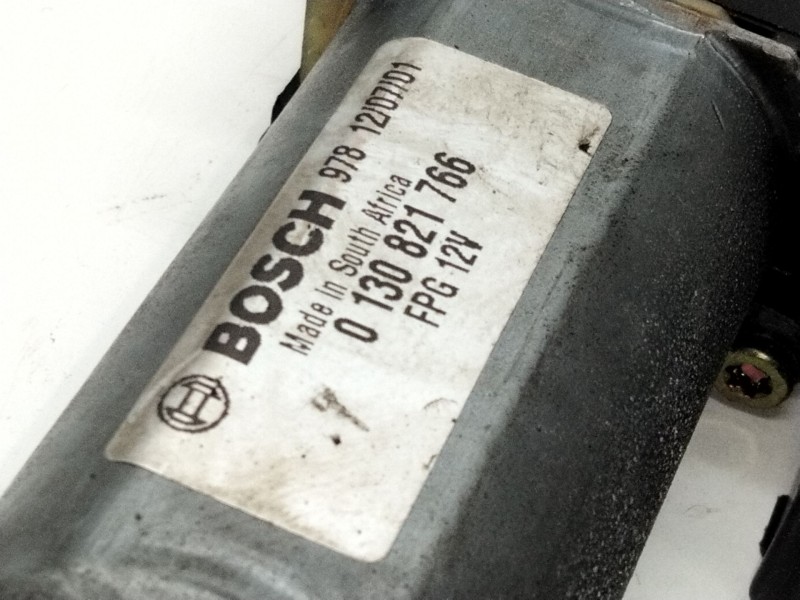 BOSCH 978 12/07/01
Made In South Africa
0 130 821 766
FPG 12V